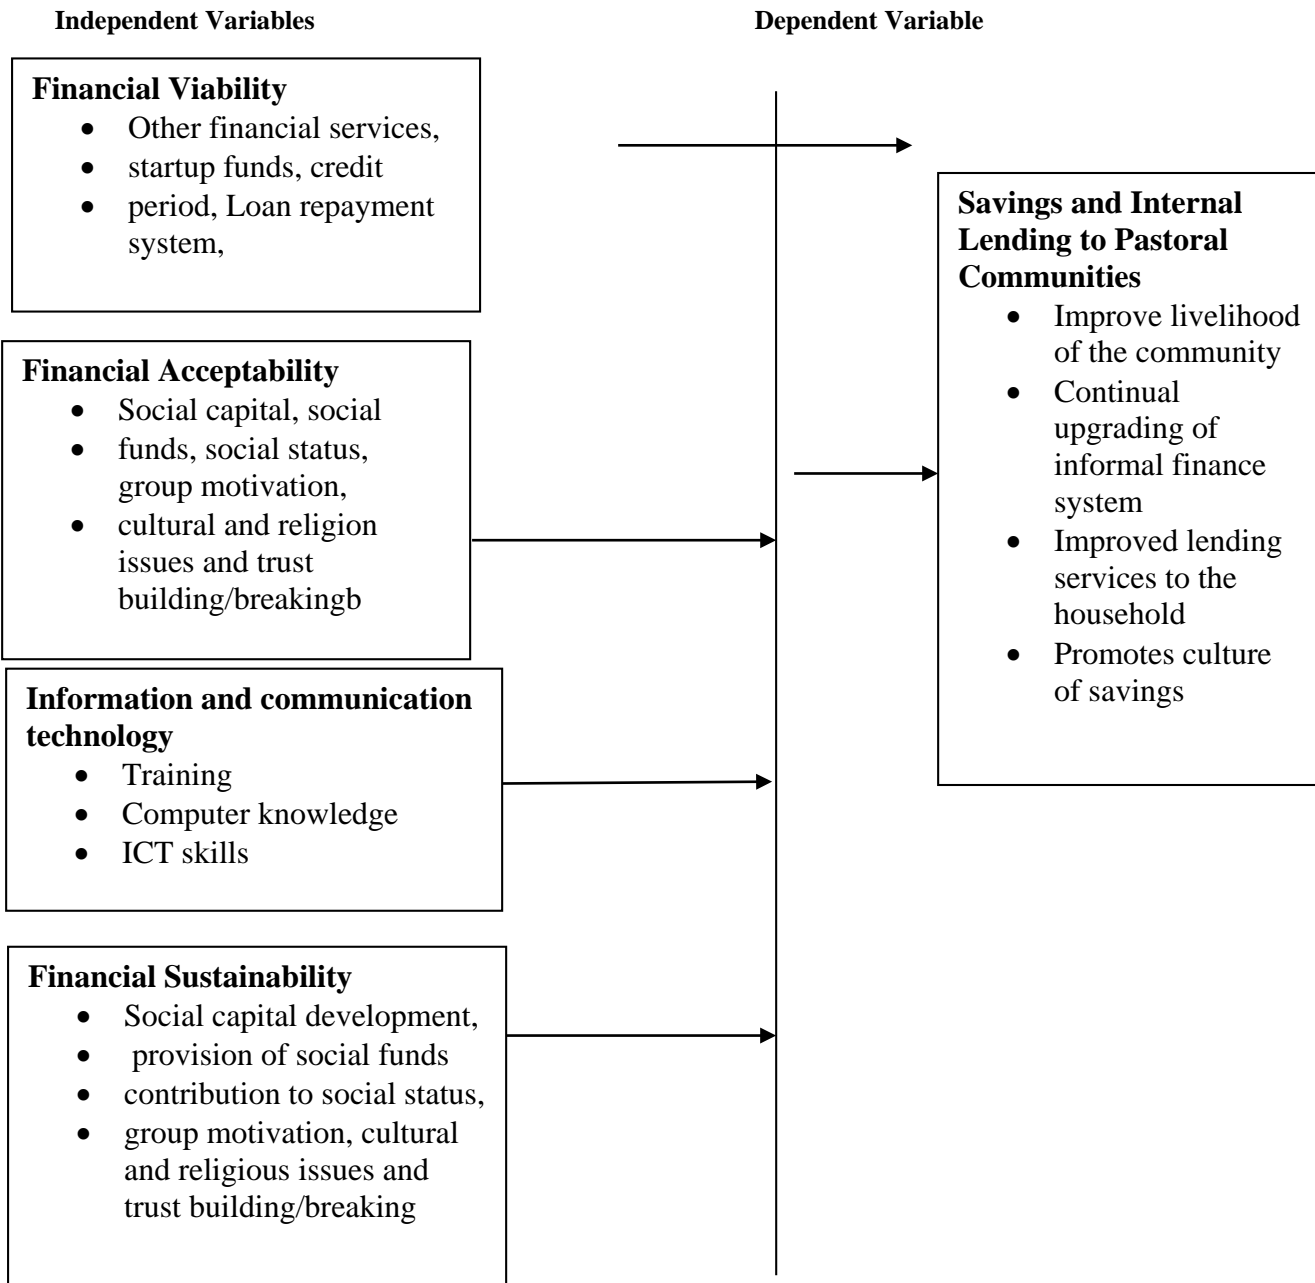 Independent Variables
Dependent Variable
Financial Viability
• Other financial services,
• startup funds, credit
• period, Loan repayment
system,
Financial Acceptability
• Social capital, social
• funds, social status,
group motivation,
• cultural and religion
issues and trust
building/breakingb
Information and communication
technology
• Training
• Computer knowledge
• ICT skills
Financial Sustainability
• Social capital development,
• provision of social funds
• contribution to social status,
• group motivation, cultural
and religious issues and
trust building/breaking
Savings and Internal
Lending to Pastoral
Communities
• Improve livelihood
of the community
• Continual
upgrading of
informal finance
system
• Improved lending
services to the
household
• Promotes culture
of savings